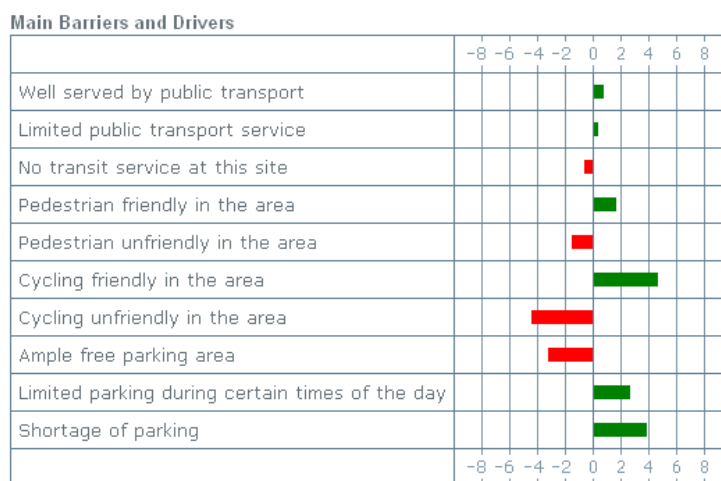 Main Barriers and Drivers
-8 -6 -4 -2 0 2 4 6 8
Well served by public transport
Limited public transport service
No transit service at this site
Pedestrian friendly in the area
Pedestrian unfriendly in the area
Cycling friendly in the area
Cycling unfriendly in the area
Ample free parking area
Limited parking during certain times of the day
Shortage of parking
-8 -6 -4 -2 0 2 4 6 8